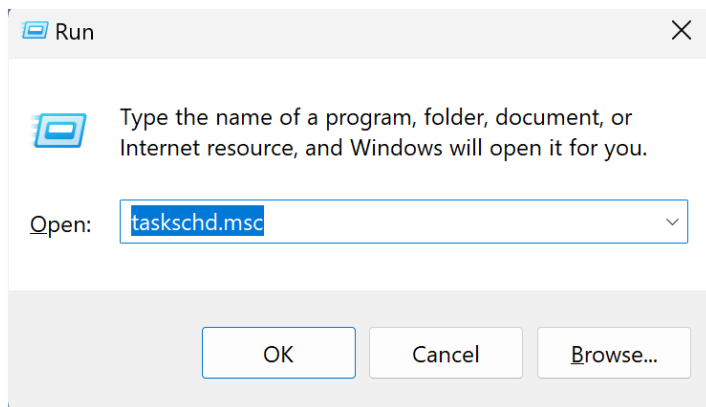 Run
Type the name of a program, folder, document, or
Internet resource, and Windows will open it for you.
Open: taskschd.msc
OK Cancel Browse...